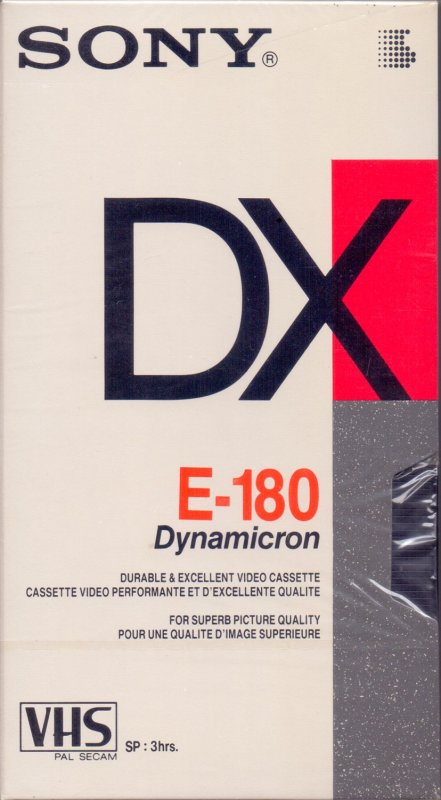 SONY®
DX
E-180
Dynamicron
DURABLE & EXCELLENT VIDEO CASSETTE
CASSETTE VIDEO PERFORMANTE ET D'EXCELLENTE QUALITE
FOR SUPERB PICTURE QUALITY
POUR UNE QUALITE D'IMAGE SUPERIEURE
VHS
PAL SECAM
SP : 3hrs.